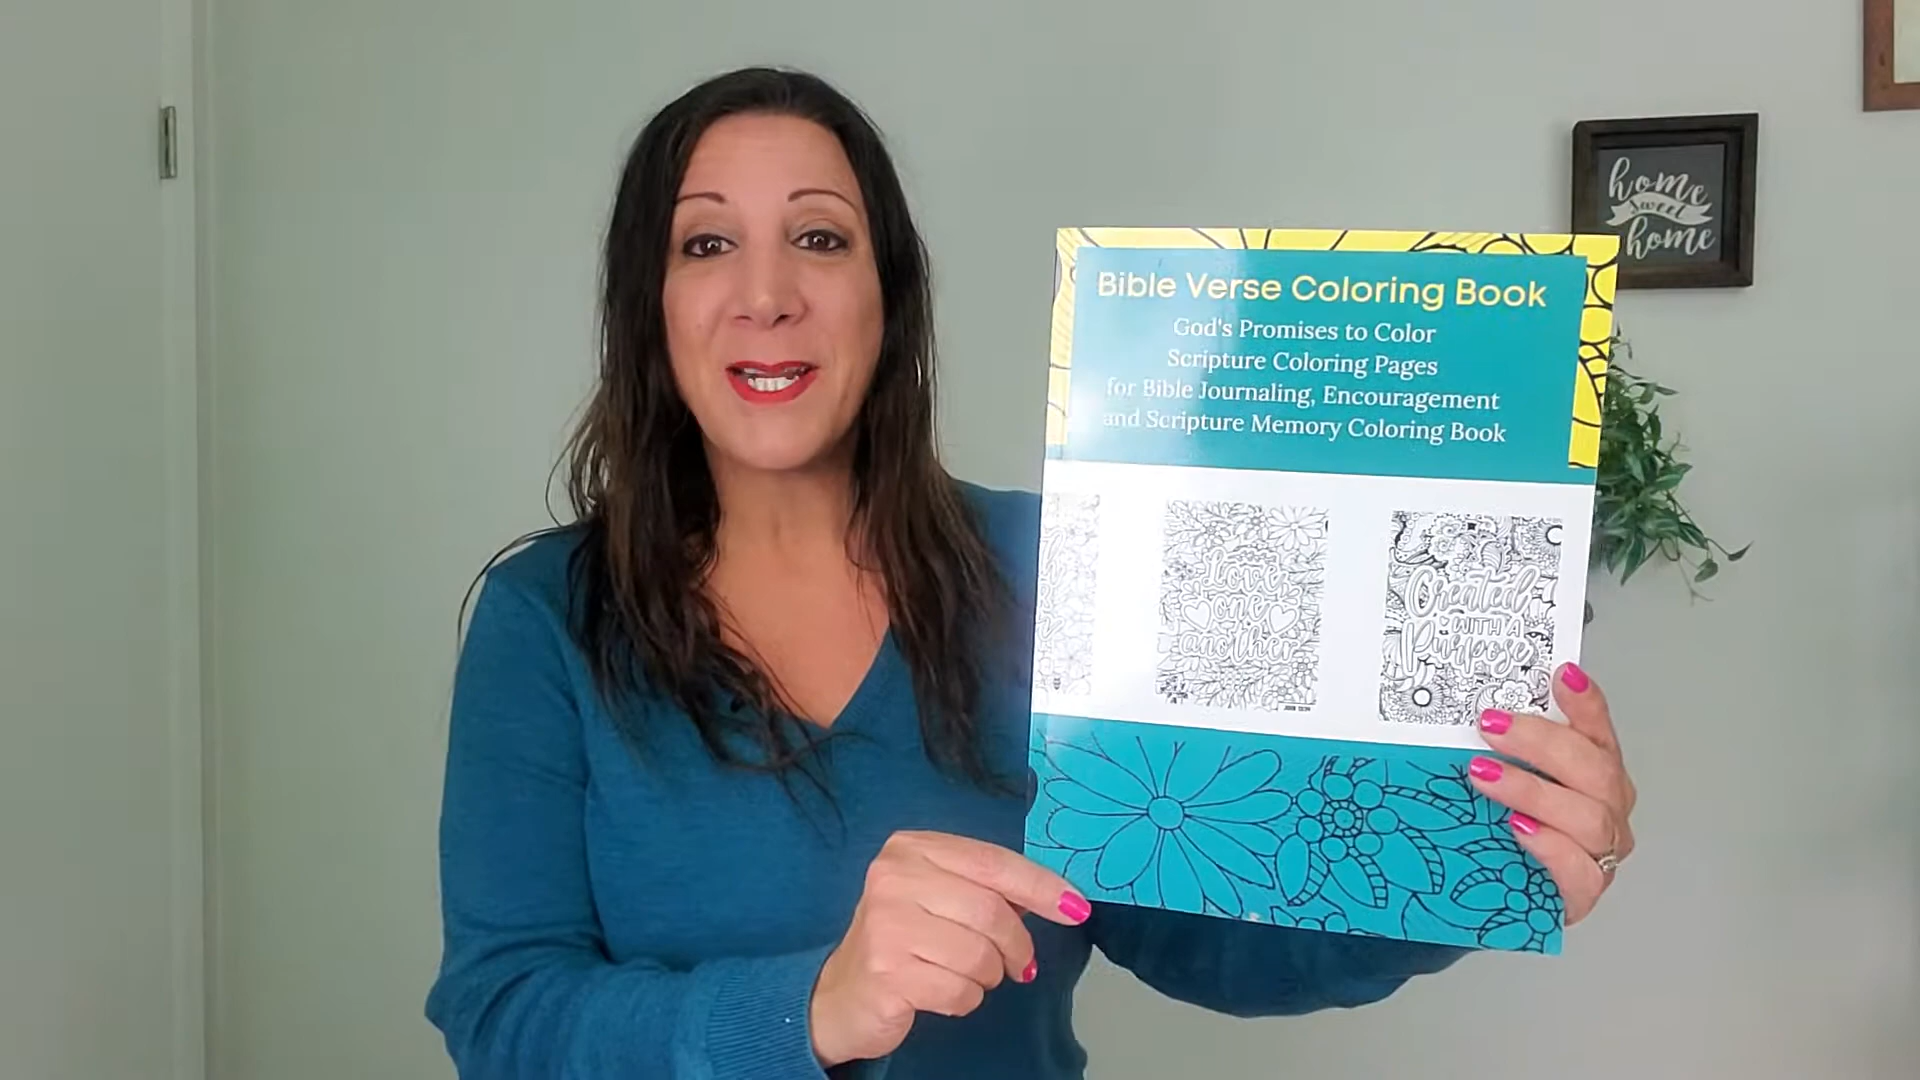 home
sweet
home
Bible Verse Coloring Book
God's Promises to Color
Scripture Coloring Pages
for Bible Journaling, Encouragement
and Scripture Memory Coloring Book
Love
one
another
Created
WITH A
Purpose